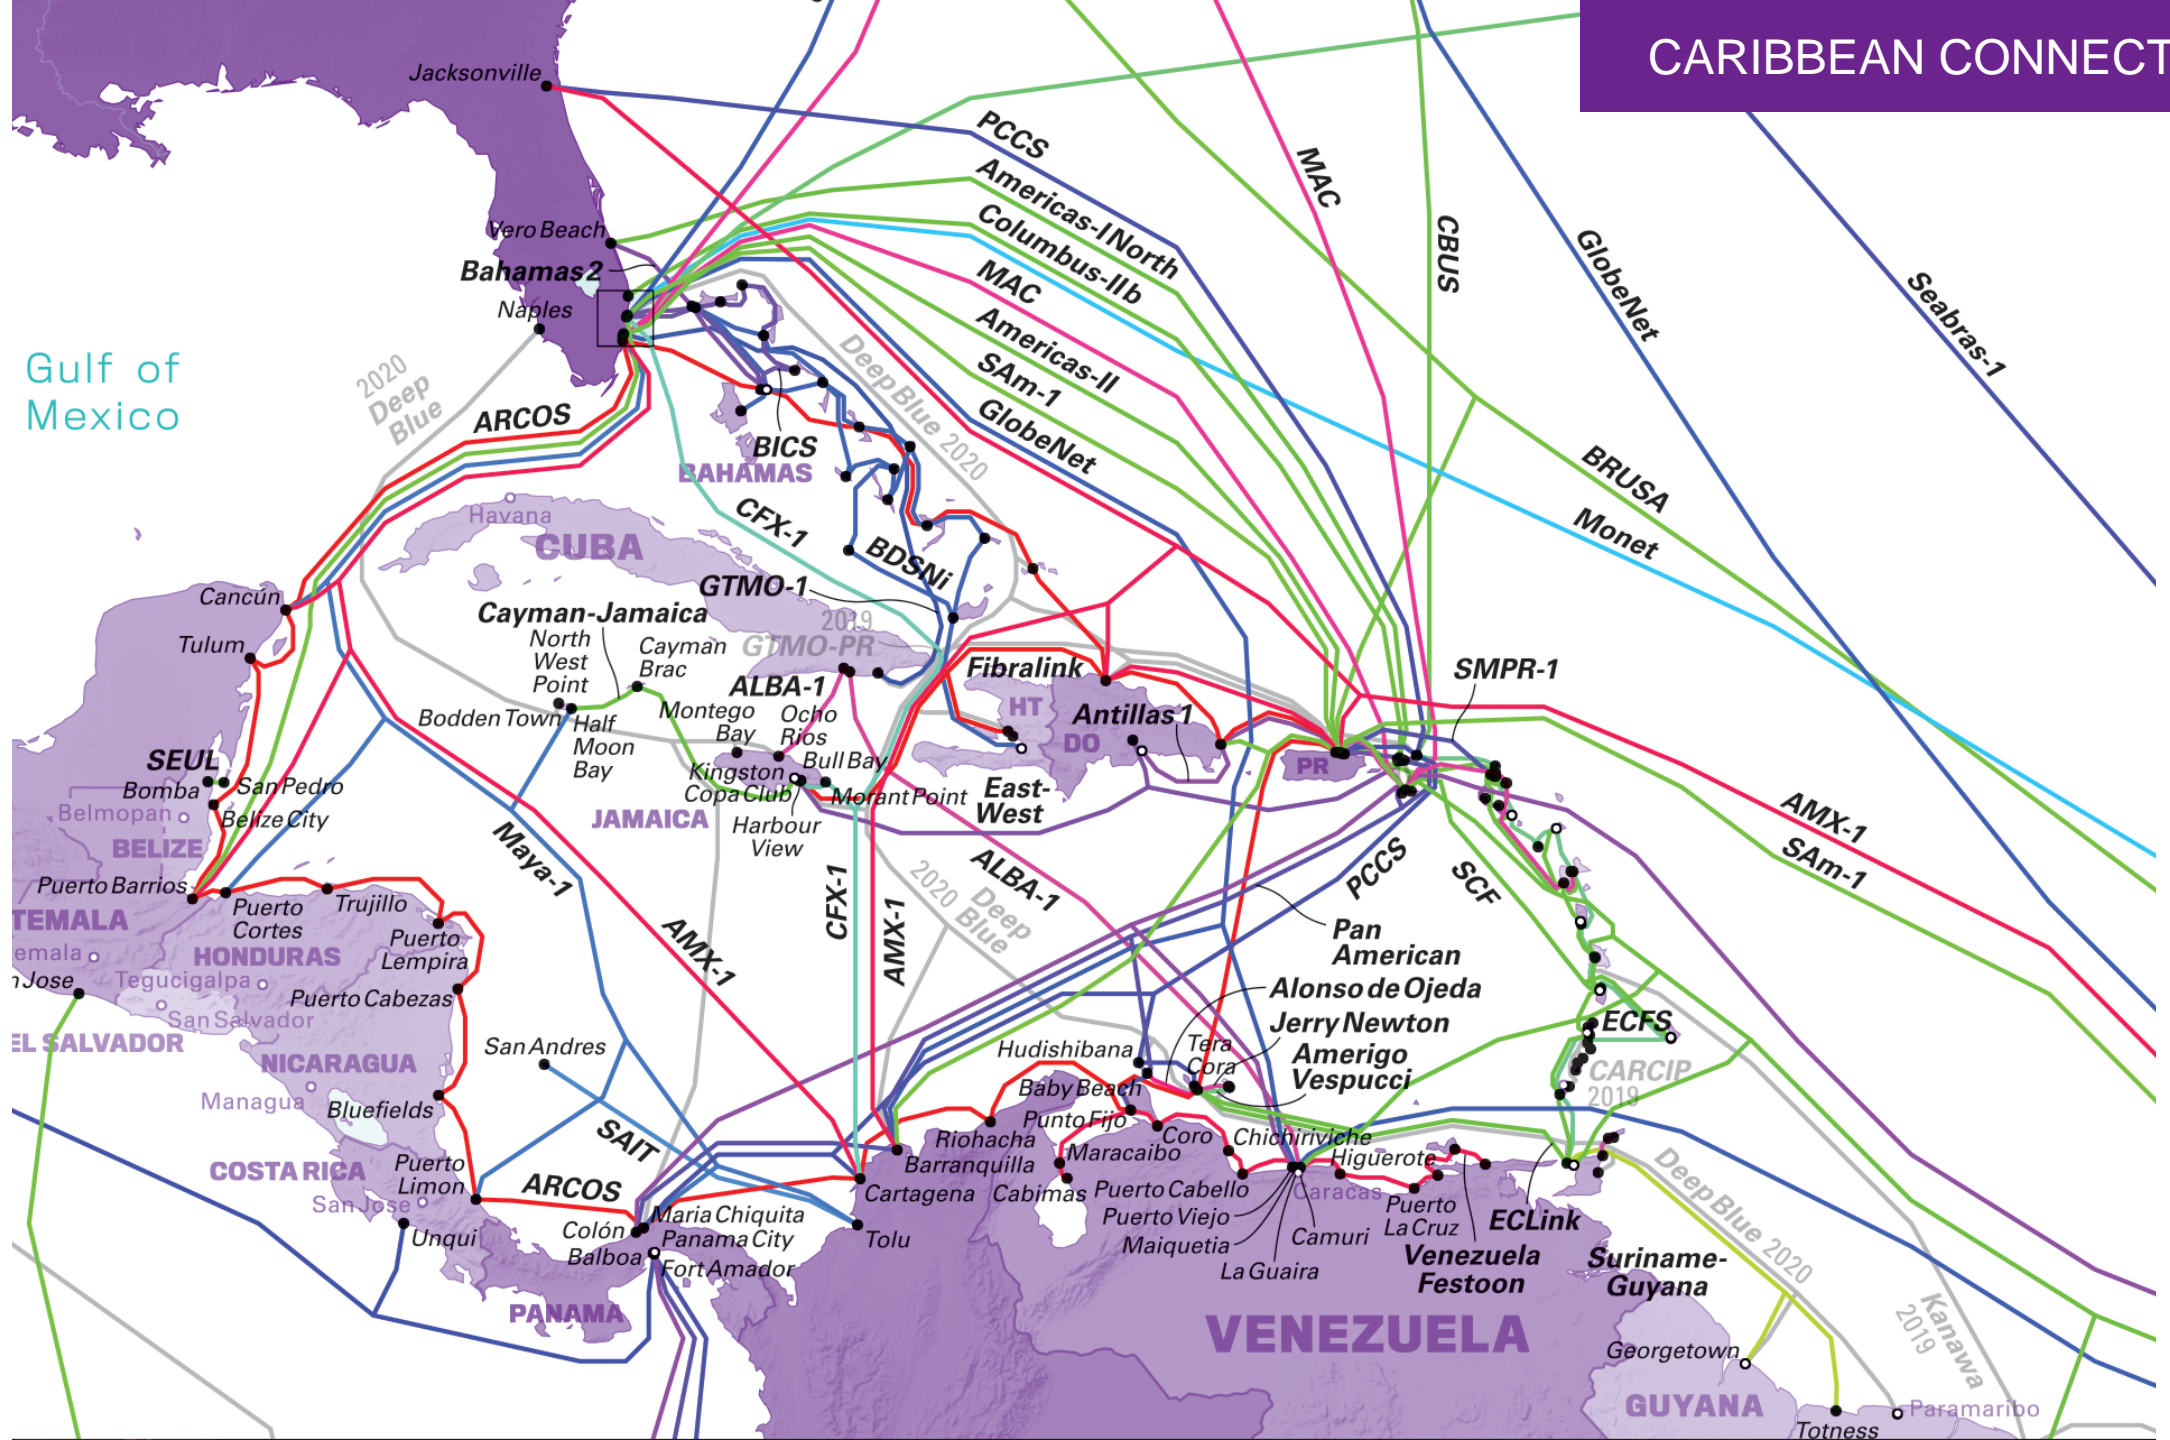 CARIBBEAN CONNECT
Jacksonville
PCCS
Americas-I North
MAC
CBUS
Columbus-IIb
Vero Beach
Bahamas 2
GlobeNet
Seabras-1
MAC
Naples
Americas-II
Gulf of
Mexico
2020
Deep
Blue
Deep Blue 2020
SAm-1
GlobeNet
ARCOS
BICS
BAHAMAS
BRUSA
Havana
CFX-1
Monet
CUBA
BDSNi
GTMO-1
Cancún
Cayman-Jamaica
2019
GTMO-PR
North
West
Point
Cayman
Brac
Tulum
Fibralink
SMPR-1
ALBA-1
HT
Bodden Town
Half
Moon
Bay
Montego
Bay
Ocho
Rios
Antillas 1
DO
SEUL
Bull Bay
PR
Bomba
San Pedro
Kingston
Copa Club
Morant Point
East-
West
AMX-1
Belmopan
Belize City
JAMAICA
Harbour
View
BELIZE
Maya-1
SAm-1
Puerto Barrios
ALBA-1
PCCS
SCF
Puerto
Cortes
Trujillo
CFX-1
AMX-1
2020
Deep
Blue
TEMALA
Puerto
Lempira
AMX-1
Pan
American
emala
HONDURAS
n Jose
Tegucigalpa
Puerto Cabezas
Alonso de Ojeda
San Salvador
Jerry Newton
ECFS
EL SALVADOR
San Andres
Hudishibana
Tera
Cora
Amerigo
Vespucci
NICARAGUA
CARCIP
2019
Managua
Bluefields
Baby Beach
Punto Fijo
SAIT
Riohacha
Coro
Chichiriviche
COSTA RICA
Puerto
Limon
Barranquilla
Maracaibo
Higuerote
Deep Blue 2020
San Jose
ARCOS
Cartagena
Cabimas
Puerto Cabello
Caracas
Puerto
La Cruz
Unqui
Colón
Maria Chiquita
Puerto Viejo
ECLink
Balboa
Panama City
Tolu
Maiquetia
Camuri
Fort Amador
La Guaira
Venezuela
Festoon
Suriname-
Guyana
PANAMA
VENEZUELA
Kanawa
2019
Georgetown
GUYANA
Paramaribo
Totness